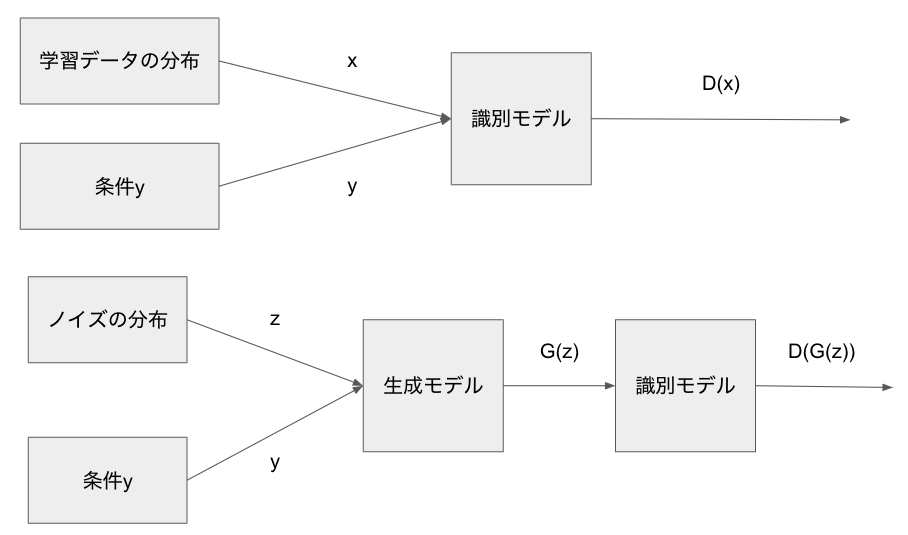 学習データの分布
x
D(x)
識別モデル
条件y
y
ノイズの分布
z
G(z)
D(G(z))
生成モデル
識別モデル
y
条件y